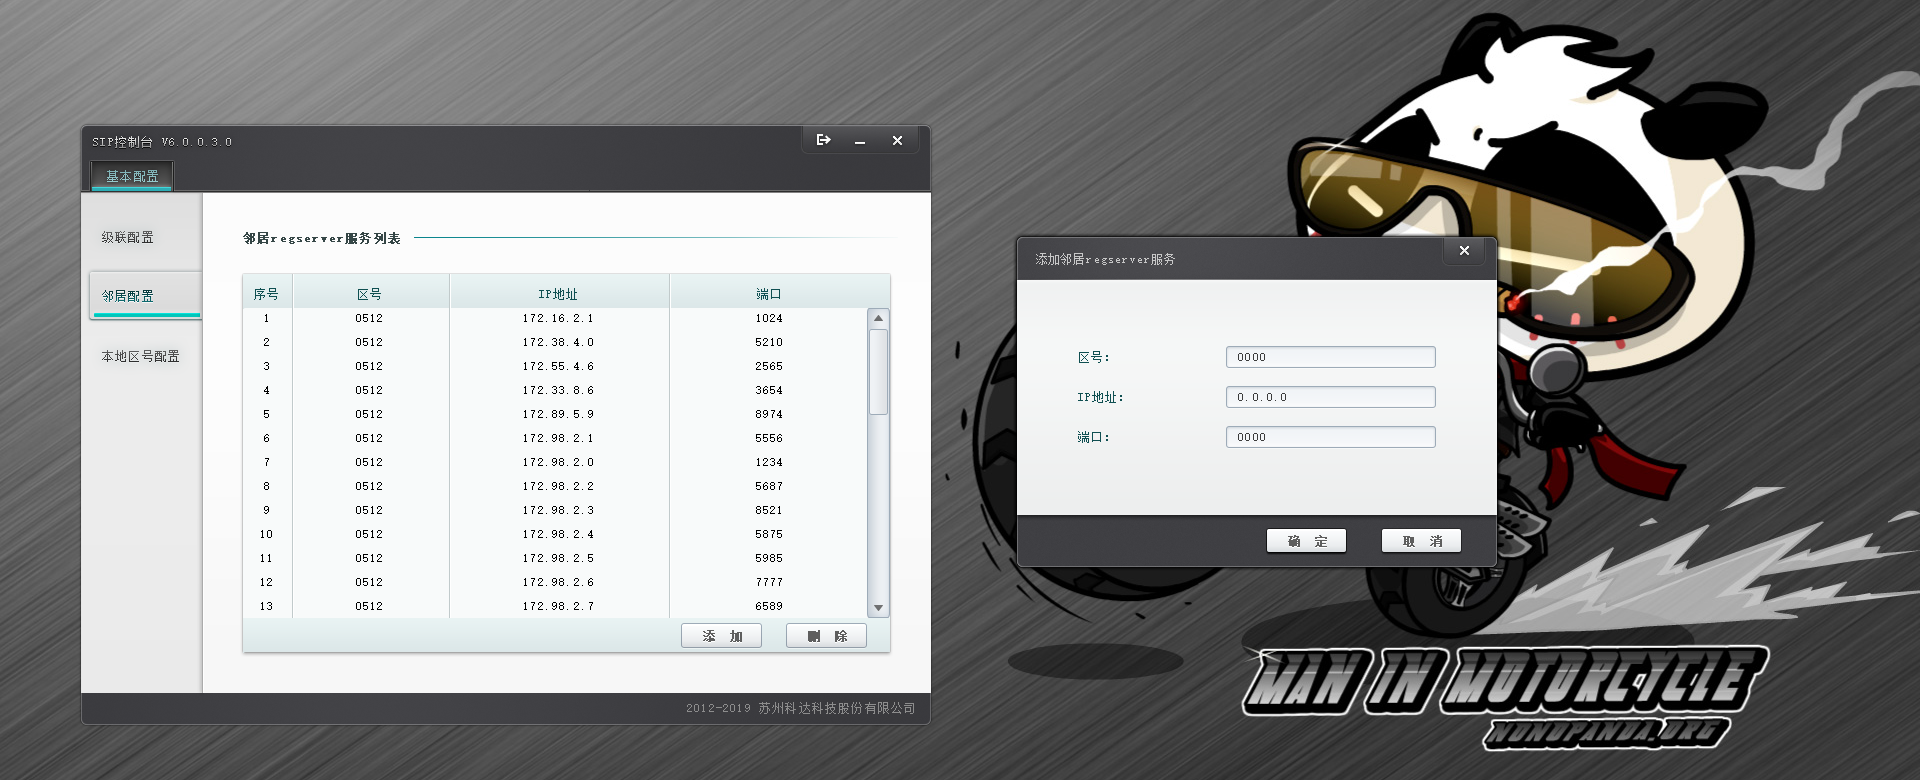 SIP控制台 V6.0.0.3.0
基本配置
级联配置
邻居配置
本地区号配置
邻居regserver服务列表
序号 区号 IP地址 端口
1 0512 172.16.2.1 1024
2 0512 172.38.4.0 5210
3 0512 172.55.4.6 2565
4 0512 172.33.8.6 3654
5 0512 172.89.5.9 8974
6 0512 172.98.2.1 5556
7 0512 172.98.2.0 1234
8 0512 172.98.2.2 5687
9 0512 172.98.2.3 8521
10 0512 172.98.2.4 5875
11 0512 172.98.2.5 5985
12 0512 172.98.2.6 7777
13 0512 172.98.2.7 6589
添 加 删 除
2012-2019 苏州科达科技股份有限公司
添加邻居regserver服务
区号: 0000
IP地址: 0.0.0.0
端口: 0000
确 定 取 消
MAN IN MOTORCYCLE
NONOPANDA.ORG